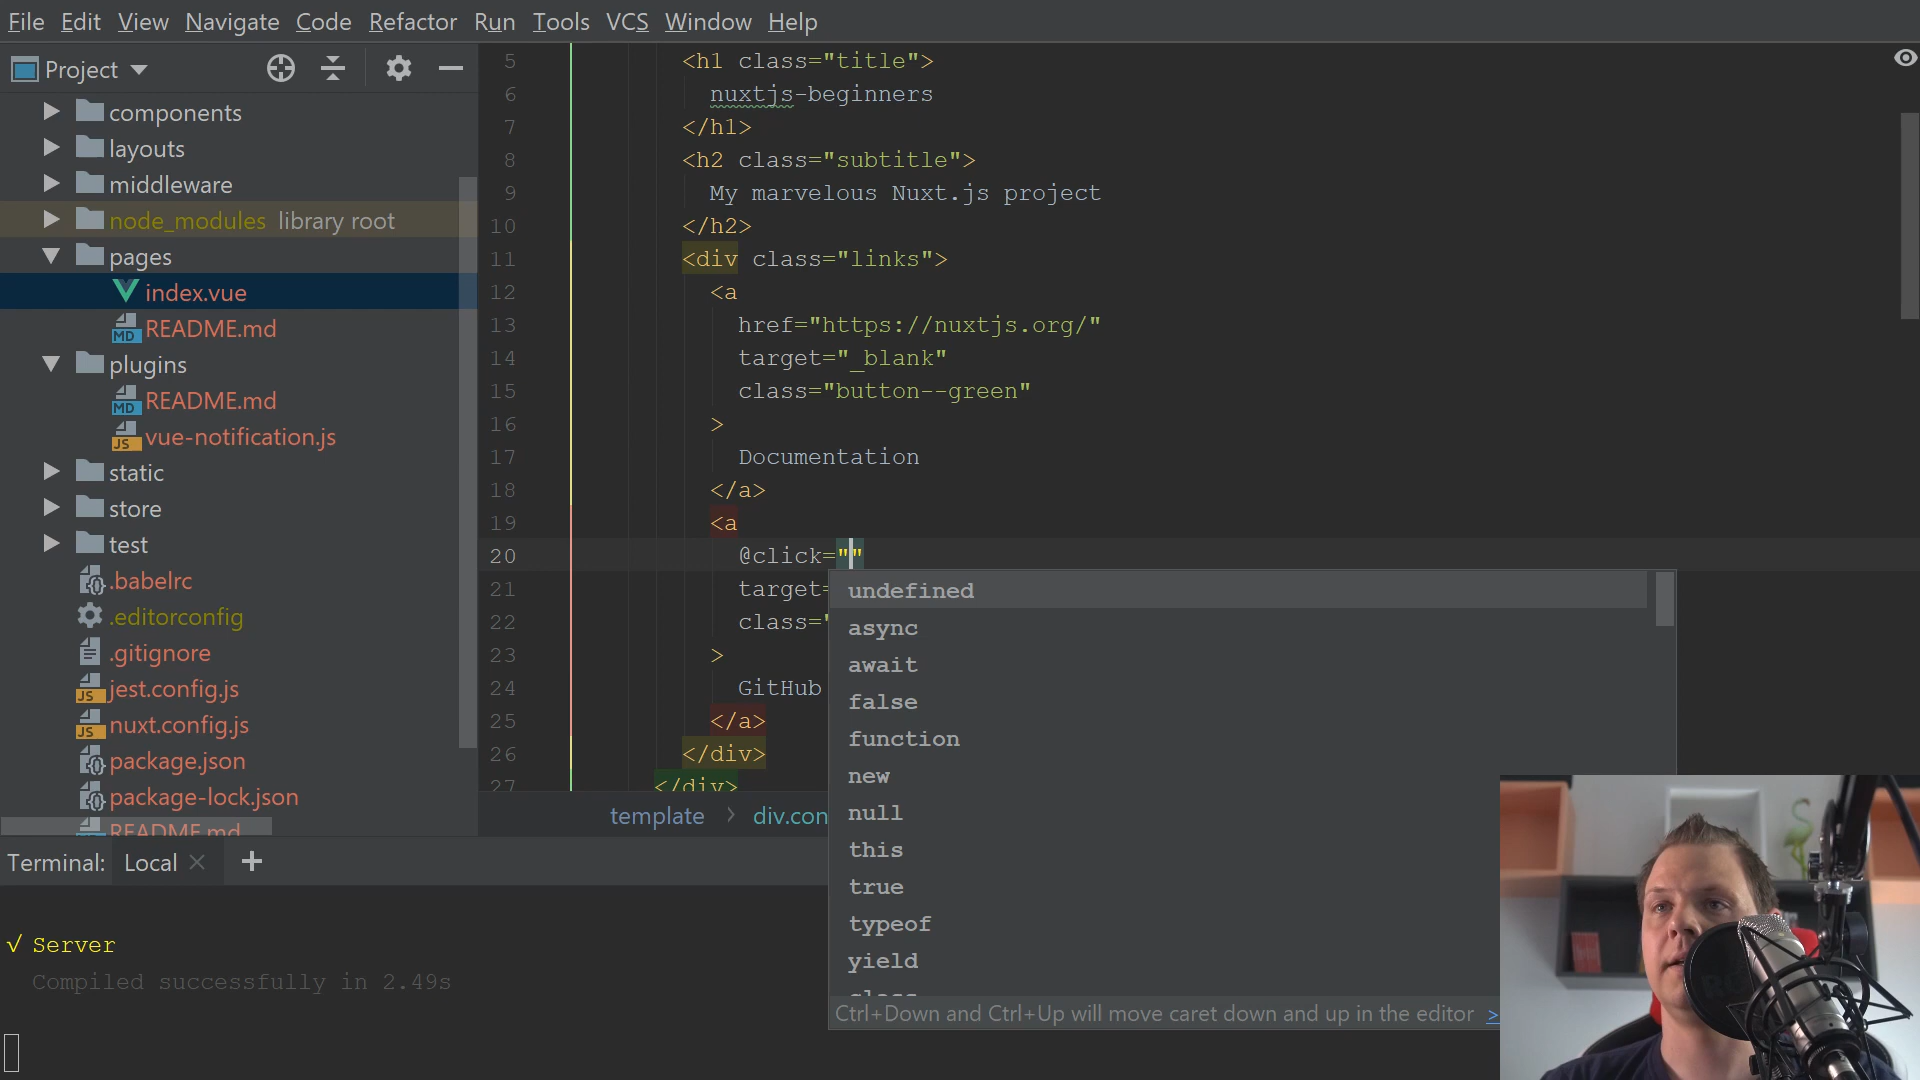 File Edit View Navigate Code Refactor Run Tools VCS Window Help
Project
components
layouts
middleware
node_modules library root
pages
index.vue
MD README.md
plugins
MD README.md
JS vue-notification.js
static
store
test
.babelrc
.editorconfig
.gitignore
JS jest.config.js
JS nuxt.config.js
package.json
package-lock.json
README.md
5 <h1 class="title">
6 nuxtjs-beginners
7 </h1>
8 <h2 class="subtitle">
9 My marvelous Nuxt.js project
10 </h2>
11 <div class="links">
12 <a
13 href="https://nuxtjs.org/"
14 target="_blank"
15 class="button--green"
16 >
17 Documentation
18 </a>
19 <a
20 @click=""
21 target=
22 class="
23 >
24 GitHub
25 </a>
26 </div>
27 </div>
undefined
async
await
false
function
new
null
this
true
typeof
yield
class
Ctrl+Down and Ctrl+Up will move caret down and up in the editor >
template > div.con
Terminal: Local × +
√ Server
Compiled successfully in 2.49s